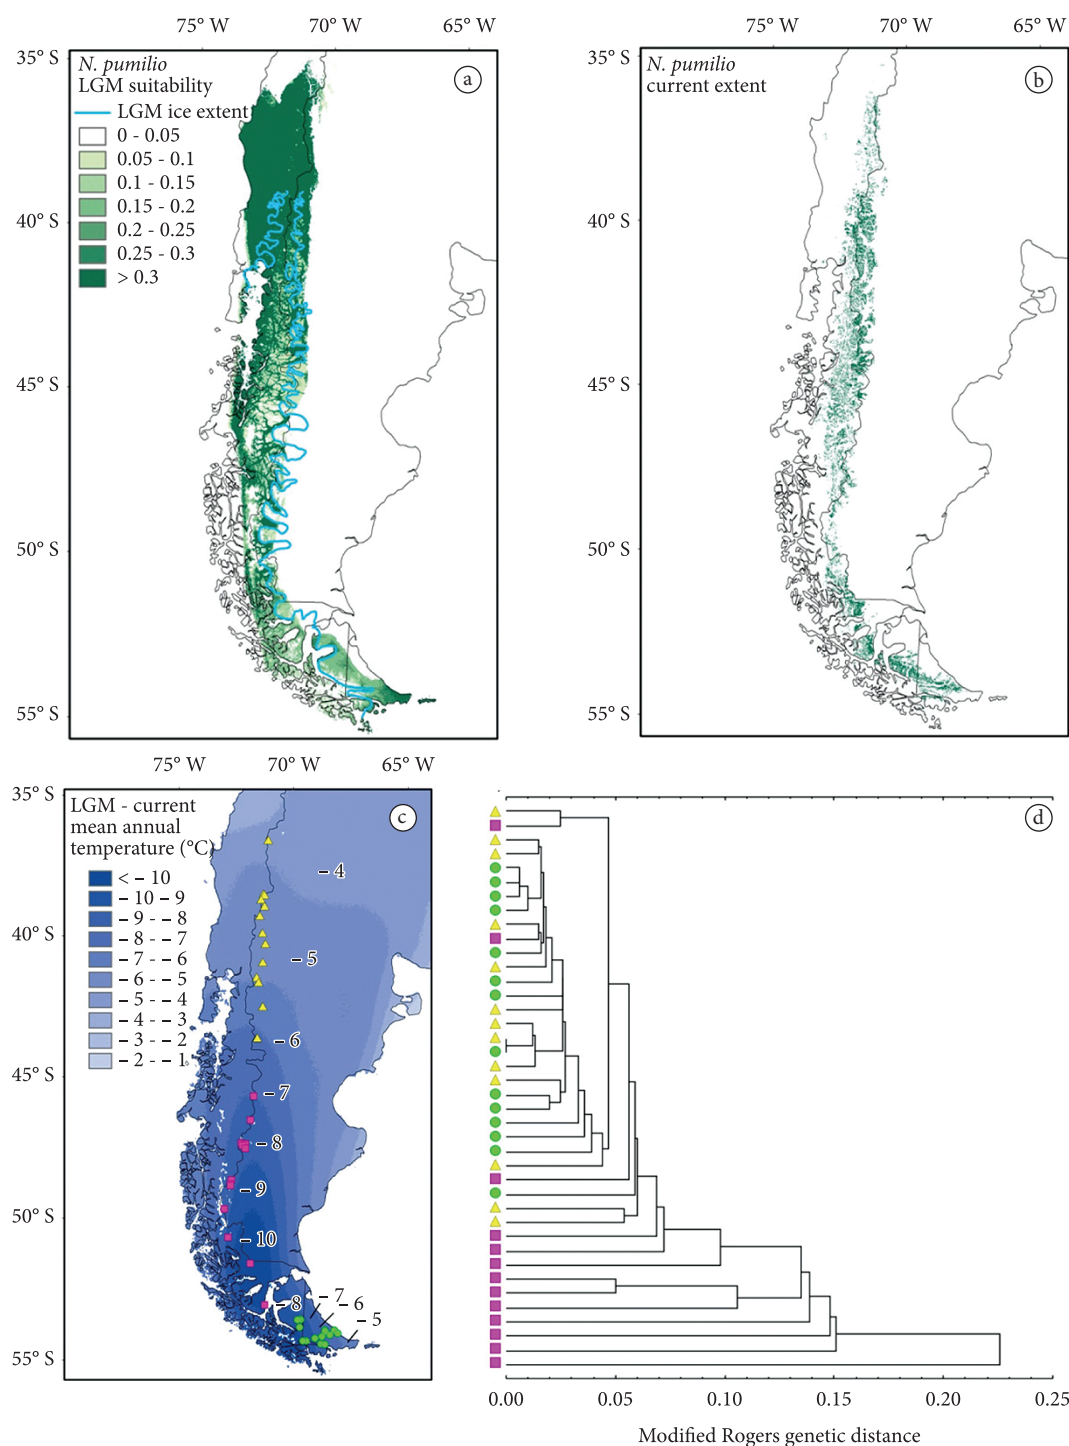 75° W 70° W 65° W
35° S
40° S
45° S
50° S
55° S
N. pumilio
LGM suitability
LGM ice extent
0 - 0.05
0.05 - 0.1
0.1 - 0.15
0.15 - 0.2
0.2 - 0.25
0.25 - 0.3
> 0.3
a
75° W 70° W 65° W
35° S
40° S
45° S
50° S
55° S
N. pumilio
current extent
b
75° W 70° W 65° W
35° S
40° S
45° S
50° S
55° S
LGM - current
mean annual
temperature (°C)
< – 10
– 10 – 9
– 9 - – 8
– 8 - – 7
– 7 - – 6
– 6 - – 5
– 5 - – 4
– 4 - – 3
– 3 - – 2
– 2 - – 1
c
– 4
– 5
– 6
– 7
– 8
– 9
– 10
– 8
– 7
– 6
– 5
d
0.00 0.05 0.10 0.15 0.20 0.25
Modified Rogers genetic distance